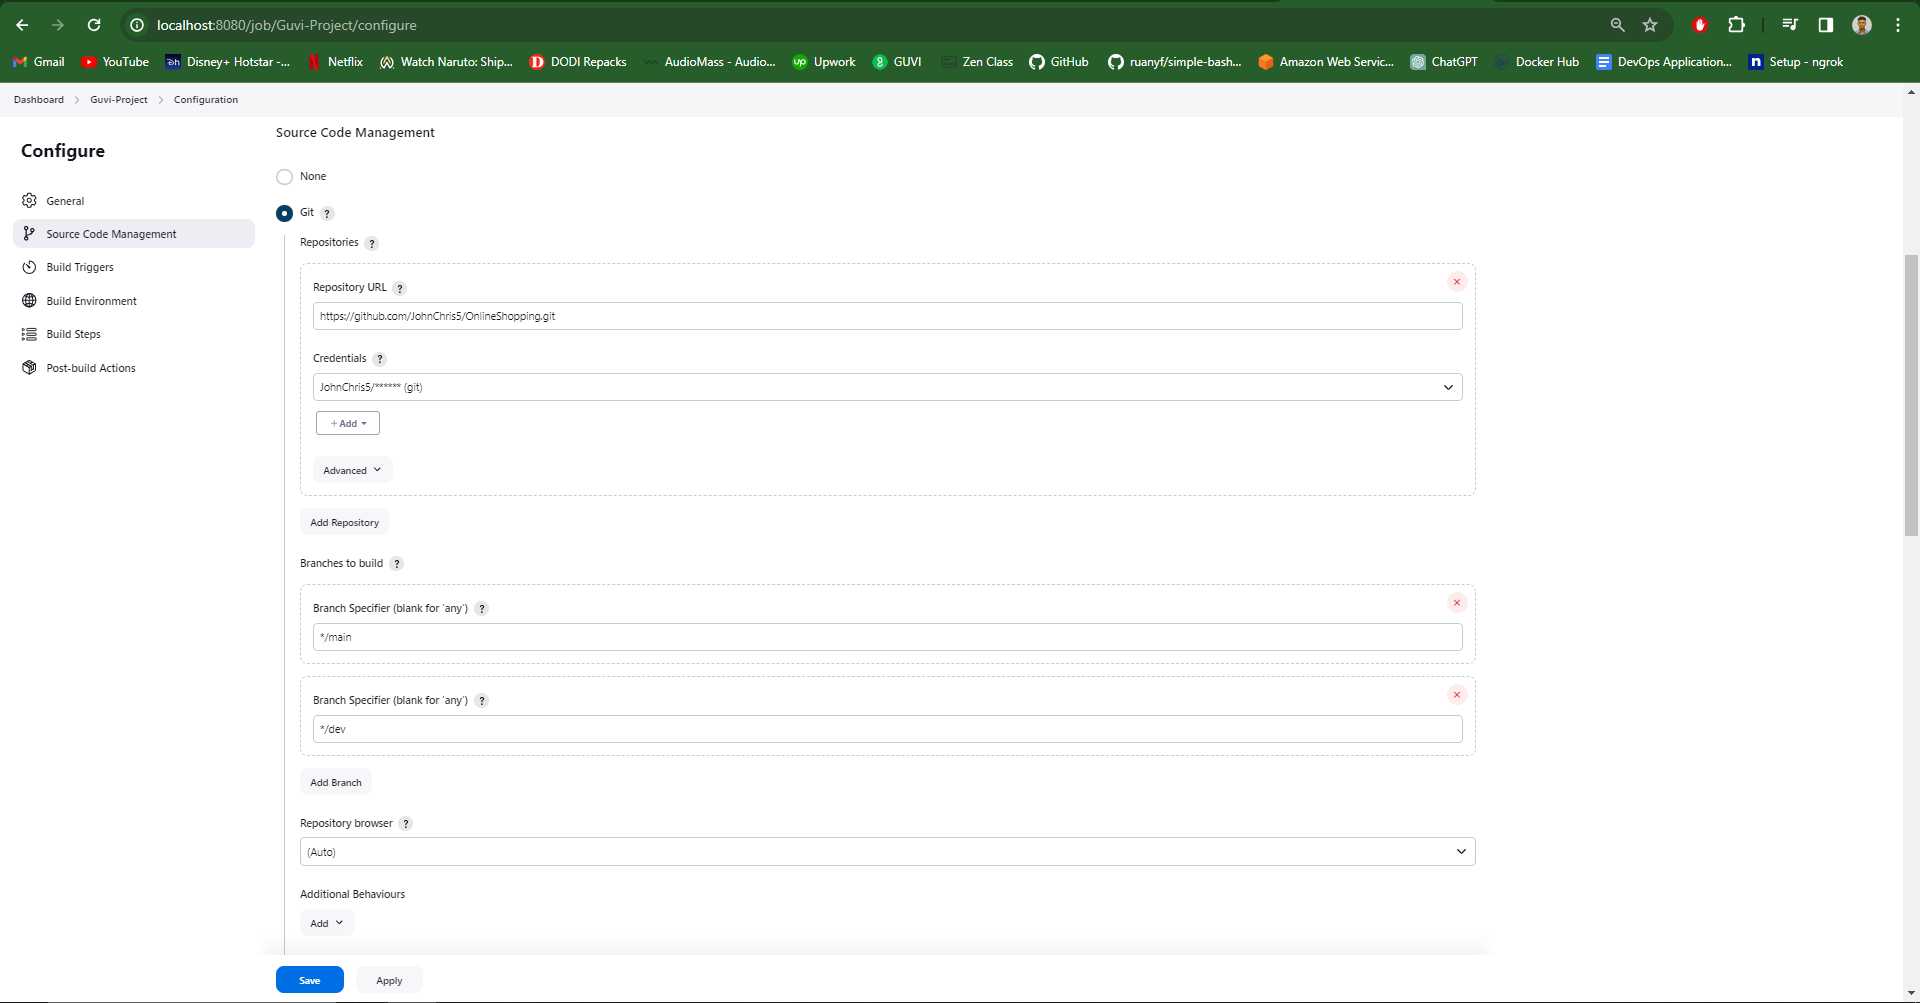 localhost:8080/job/Guvi-Project/configure
Gmail YouTube Disney+ Hotstar -... Netflix Watch Naruto: Ship... DODI Repacks AudioMass - Audio... Upwork GUVI Zen Class GitHub ruanyf/simple-bash... Amazon Web Servic... ChatGPT Docker Hub DevOps Application... Setup - ngrok
Dashboard > Guvi-Project > Configuration
Configure
General
Source Code Management
Build Triggers
Build Environment
Build Steps
Post-build Actions
Source Code Management
None
Git ?
Repositories ?
Repository URL ?
https://github.com/JohnChris5/OnlineShopping.git
Credentials ?
JohnChris5/****** (git)
+ Add
Advanced
Add Repository
Branches to build ?
Branch Specifier (blank for 'any') ?
*/main
Branch Specifier (blank for 'any') ?
*/dev
Add Branch
Repository browser ?
(Auto)
Additional Behaviours
Add
Save Apply